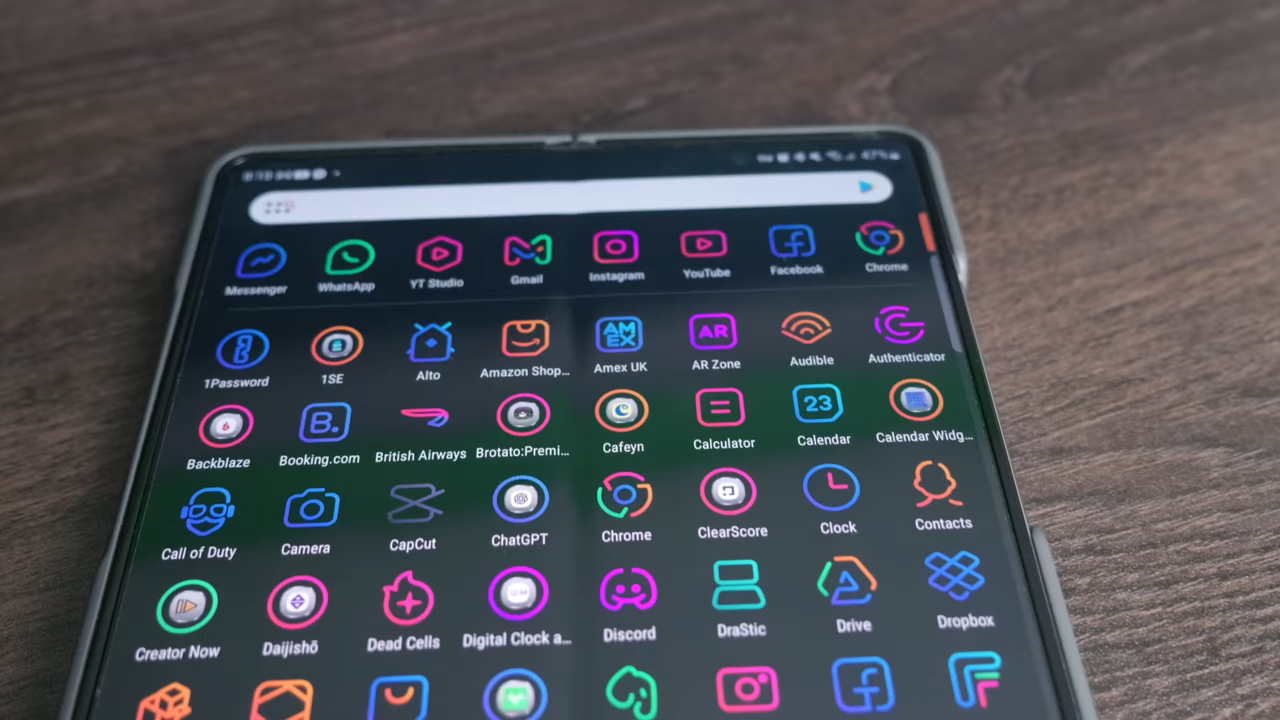 47%
Messenger WhatsApp YT Studio Gmail Instagram YouTube Facebook Chrome
AMEX AR
1Password 1SE Alto Amazon Shop... Amex UK AR Zone Audible Authenticator
B. 23
Backblaze Booking.com British Airways Brotato:Premi... Cafeyn Calculator Calendar Calendar Widg...
Call of Duty Camera CapCut ChatGPT Chrome ClearScore Clock Contacts
Creator Now Daijishō Dead Cells Digital Clock a... Discord DraStic Drive Dropbox